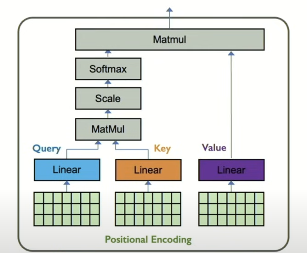 Matmul
Softmax
Scale
MatMul
Query Key Value
Linear Linear Linear
Positional Encoding